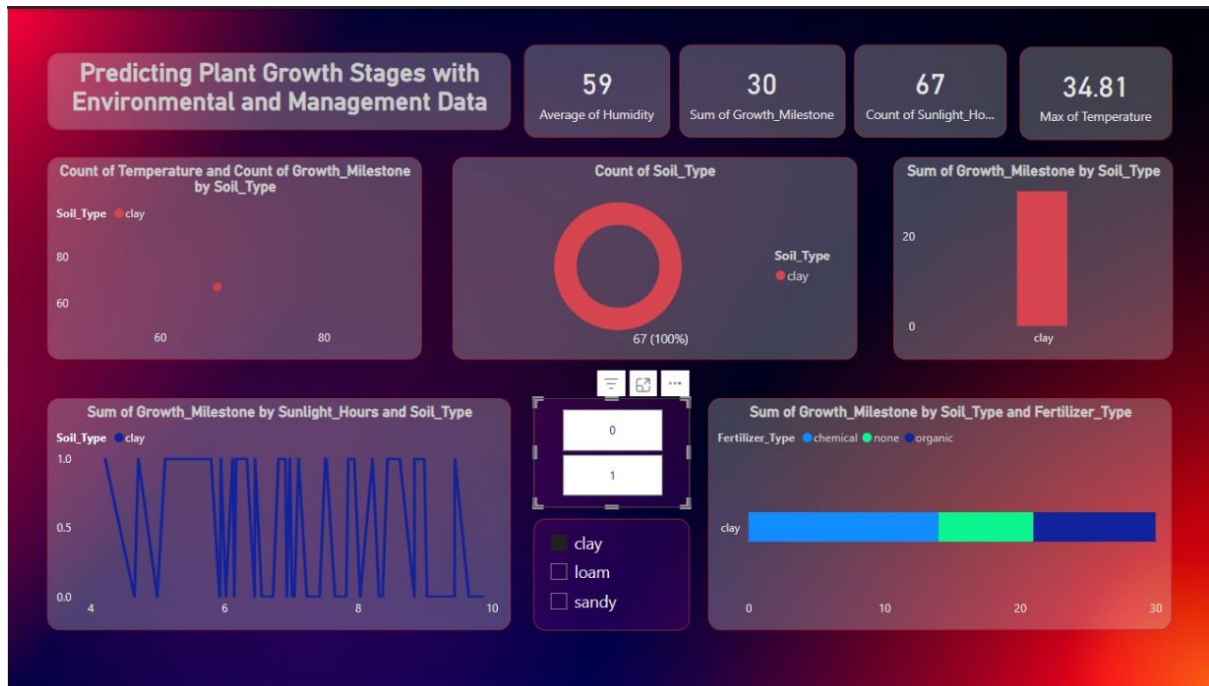 Predicting Plant Growth Stages with
Environmental and Management Data
59
Average of Humidity
30
Sum of Growth_Milestone
67
Count of Sunlight_Ho...
34.81
Max of Temperature
Count of Temperature and Count of Growth_Milestone
by Soil_Type
Soil_Type clay
80
60
60 80
Count of Soil_Type
Soil_Type
clay
67 (100%)
Sum of Growth_Milestone by Soil_Type
20
0
clay
Sum of Growth_Milestone by Sunlight_Hours and Soil_Type
Soil_Type clay
1.0
0.5
0.0
4 6 8 10
0
1
clay
loam
sandy
Sum of Growth_Milestone by Soil_Type and Fertilizer_Type
Fertilizer_Type chemical none organic
clay
0 10 20 30